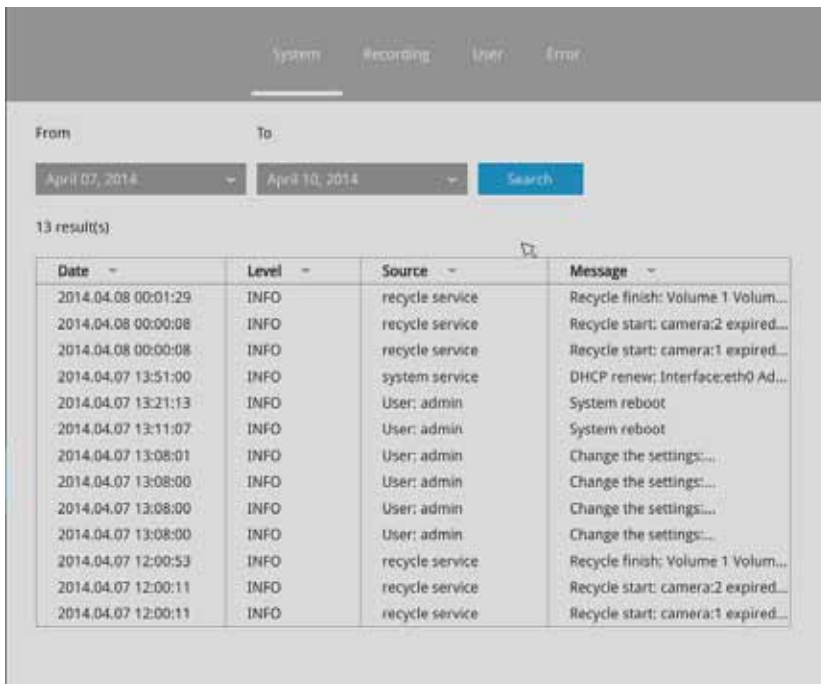 System Recording User Error
From To
April 07, 2014 April 10, 2014 Search
13 result(s)
Date Level Source Message
2014.04.08 00:01:29 INFO recycle service Recycle finish: Volume 1 Volum...
2014.04.08 00:00:08 INFO recycle service Recycle start: camera:2 expired...
2014.04.08 00:00:08 INFO recycle service Recycle start: camera:1 expired...
2014.04.07 13:51:00 INFO system service DHCP renew: Interface:eth0 Ad...
2014.04.07 13:21:13 INFO User: admin System reboot
2014.04.07 13:11:07 INFO User: admin System reboot
2014.04.07 13:08:01 INFO User: admin Change the settings:...
2014.04.07 13:08:00 INFO User: admin Change the settings:...
2014.04.07 13:08:00 INFO User: admin Change the settings:...
2014.04.07 13:08:00 INFO User: admin Change the settings:...
2014.04.07 12:00:53 INFO recycle service Recycle finish: Volume 1 Volum...
2014.04.07 12:00:11 INFO recycle service Recycle start: camera:2 expired...
2014.04.07 12:00:11 INFO recycle service Recycle start: camera:1 expired...